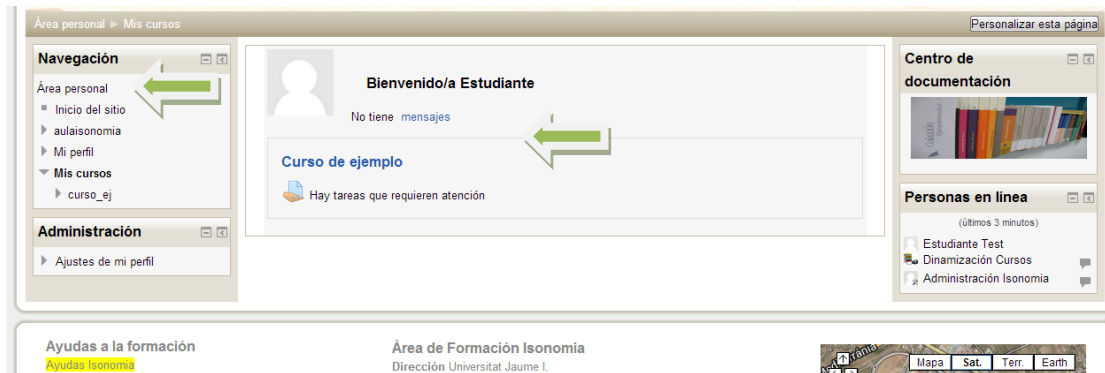 Área personal ► Mis cursos
Personalizar esta página
Navegación
Área personal
Inicio del sitio
aulaisonomia
Mi perfil
Mis cursos
curso_ej
Administración
Ajustes de mi perfil
Bienvenido/a Estudiante
No tiene mensajes
Curso de ejemplo
Hay tareas que requieren atención
Centro de
documentación
Personas en línea
(últimos 3 minutos)
Estudiante Test
Dinamización Cursos
Administración Isonomia
Ayudas a la formación
Ayudas Isonomia
Área de Formación Isonomia
Dirección Universitat Jaume I.
Mapa Sat. Terr. Earth